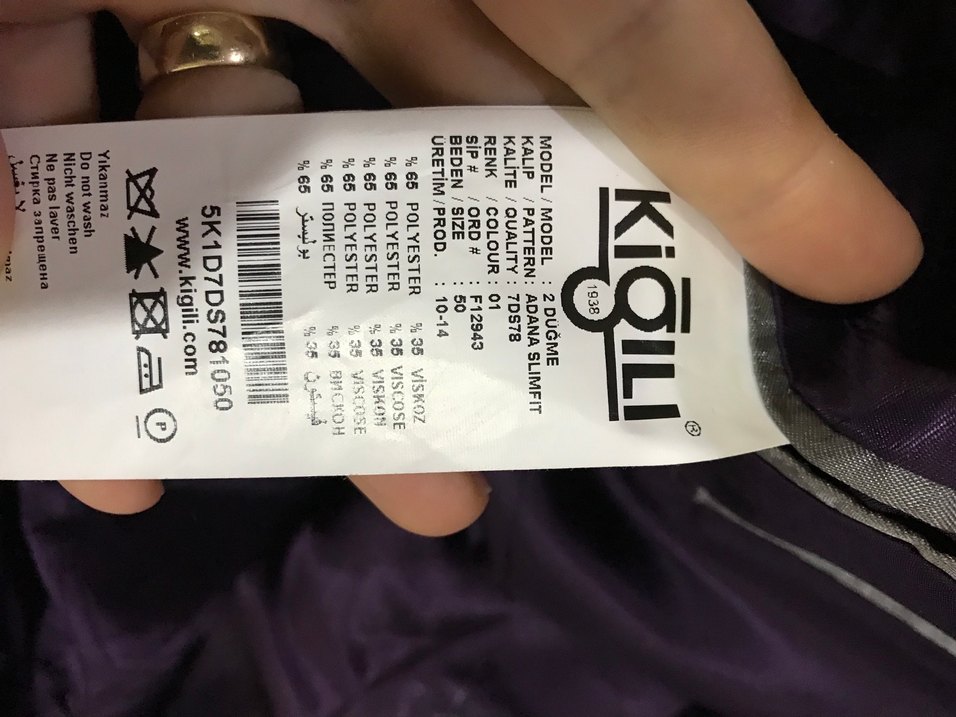 Kiğılı ®
1938
MODEL / MODEL : 2 DÜĞME
KALIP / PATTERN: ADANA SLIMFIT
KALİTE / QUALITY : 7DS78
RENK / COLOUR : 01
SİP # / ORD # : F12943
BEDEN / SIZE : 50
ÜRETİM / PROD. : 10-14
% 65 POLYESTER % 35 VİSKOZ
% 65 POLYESTER % 35 VISCOSE
% 65 POLYESTER % 35 VISKON
% 65 POLYESTER % 35 VISCOSE
% 65 ПОЛИЕСТЕР % 35 ВИСКОН
% 65 بوليستر % 35
5K1D7DS781050
www.kigili.com
P
Yıkanmaz
Do not wash
Nicht waschen
Ne pas laver
Стирка запрещена